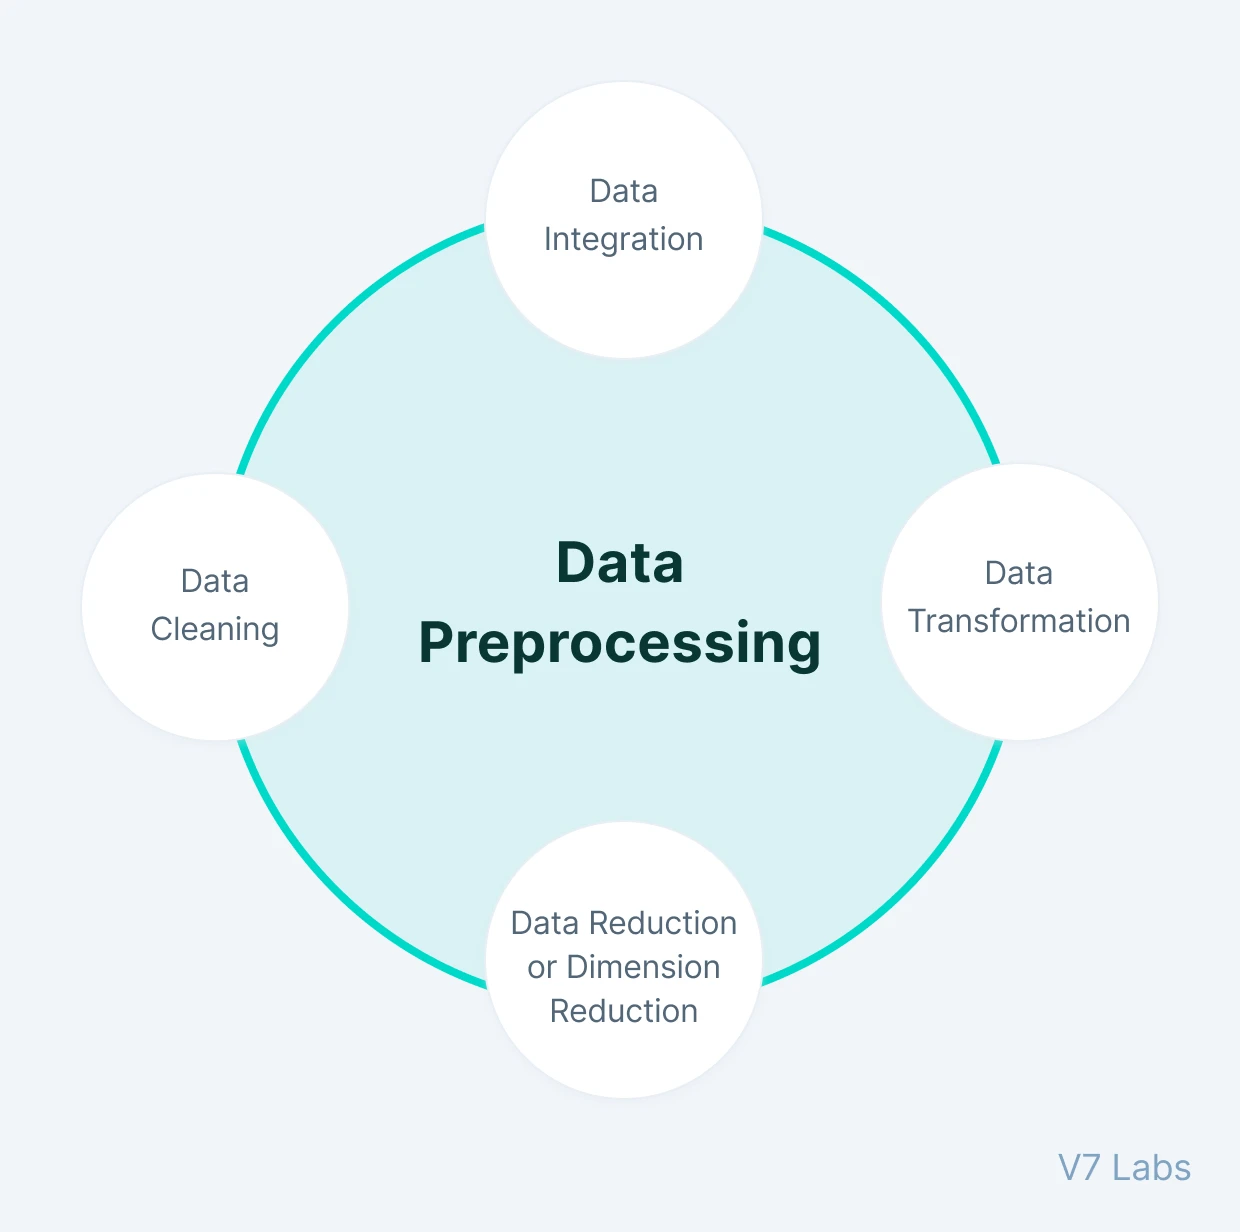 Data
Integration
Data
Cleaning
Data
Preprocessing
Data
Transformation
Data Reduction
or Dimension
Reduction
V7 Labs